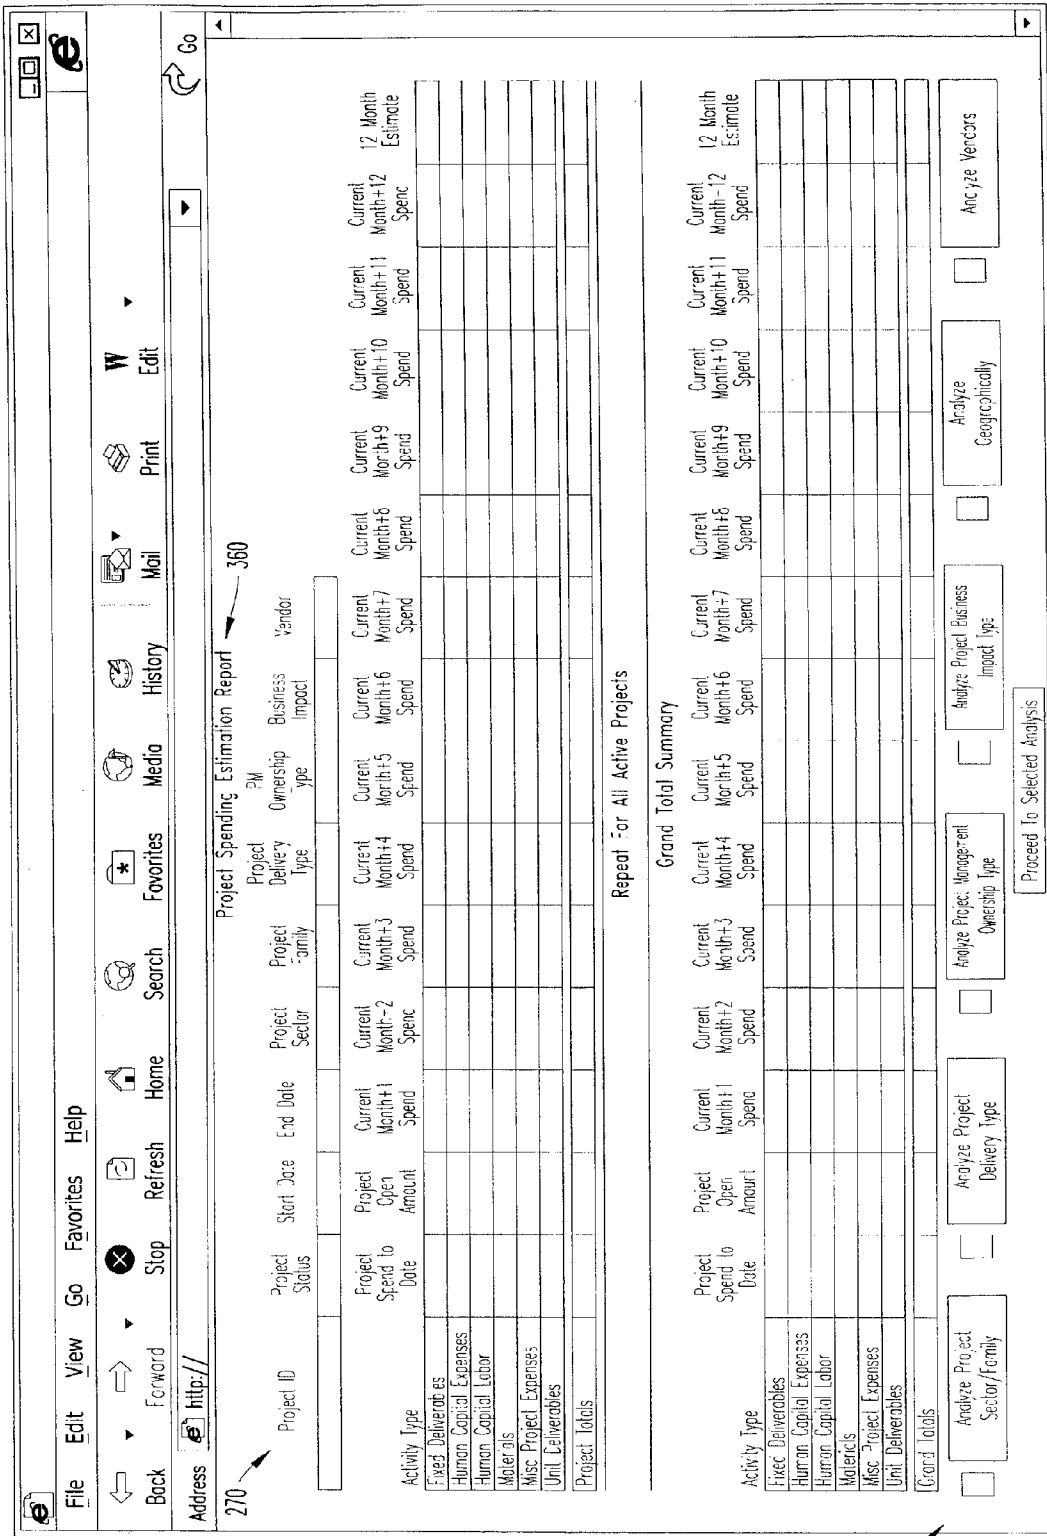 File Edit View Go Favorites Help
Back Forward Stop Refresh Home Search Favorites Media History Mail Print Edit
Address http:// Go
270
Project Spending Estimation Report
360
Project ID
Project
Status
Start Date
End Date
Project
Sector
Project
Family
Project
Delivery
Type
PM
Ownership
Type
Business
Impact
Vendor
Activity Type
Project
Spend to
Date
Project
Open
Amount
Current
Month+1
Spend
Current
Month+2
Spend
Current
Month+3
Spend
Current
Month+4
Spend
Current
Month+5
Spend
Current
Month+6
Spend
Current
Month+7
Spend
Current
Month+8
Spend
Current
Month+9
Spend
Current
Month+10
Spend
Current
Month+11
Spend
Current
Month+12
Spend
12 Month
Estimate
Fixed Deliverables
Human Capital Expenses
Human Capital Labor
Materials
Misc Project Expenses
Unit Deliverables
Project Totals
Repeat For All Active Projects
Grand Total Summary
Activity Type
Project
Spend to
Date
Project
Open
Amount
Current
Month+1
Spend
Current
Month+2
Spend
Current
Month+3
Spend
Current
Month+4
Spend
Current
Month+5
Spend
Current
Month+6
Spend
Current
Month+7
Spend
Current
Month+8
Spend
Current
Month+9
Spend
Current
Month+10
Spend
Current
Month+11
Spend
Current
Month+12
Spend
12 Month
Estimate
Fixed Deliverables
Human Capital Expenses
Human Capital Labor
Materials
Misc Project Expenses
Unit Deliverables
Grand Totals
Analyze Project
Sector/Family
Analyze Project
Delivery Type
Analyze Project Management
Ownership Type
Analyze Project Business
Impact Type
Analyze
Geographically
Analyze Vendors
Proceed To Selected Analysis